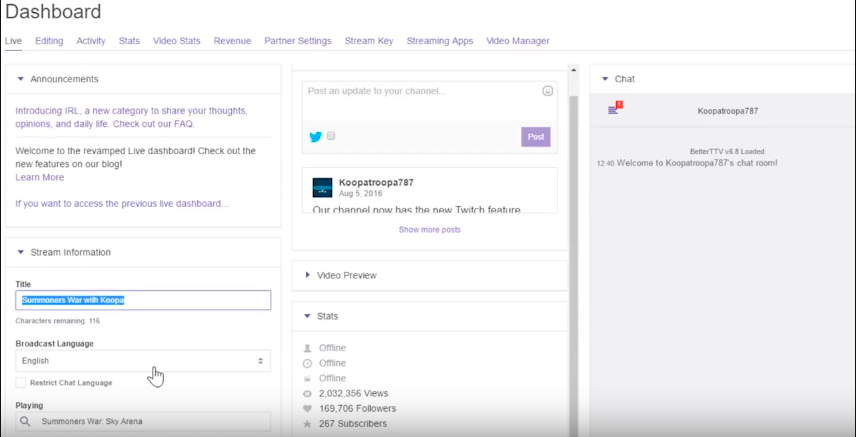 Dashboard
Live Editing Activity Stats Video Stats Revenue Partner Settings Stream Key Streaming Apps Video Manager
Announcements
Introducing IRL, a new category to share your thoughts,
opinions, and daily life. Check out our FAQ.
Welcome to the revamped Live dashboard! Check out the
new features on our blog!
Learn More
If you want to access the previous live dashboard...
Stream Information
Title
Summoners War with Koopa
Characters remaining: 116
Broadcast Language
English
Restrict Chat Language
Playing
Summoners War: Sky Arena
Post an update to your channel...
Post
Koopatroopa787
Aug 5, 2016
Our channel now has the new Twitch feature
Show more posts
Video Preview
Stats
Offline
Offline
Offline
2,032,356 Views
169,706 Followers
267 Subscribers
Chat
1
Koopatroopa787
BetterTTV v6.8 Loaded
12:40 Welcome to Koopatroopa787's chat room!